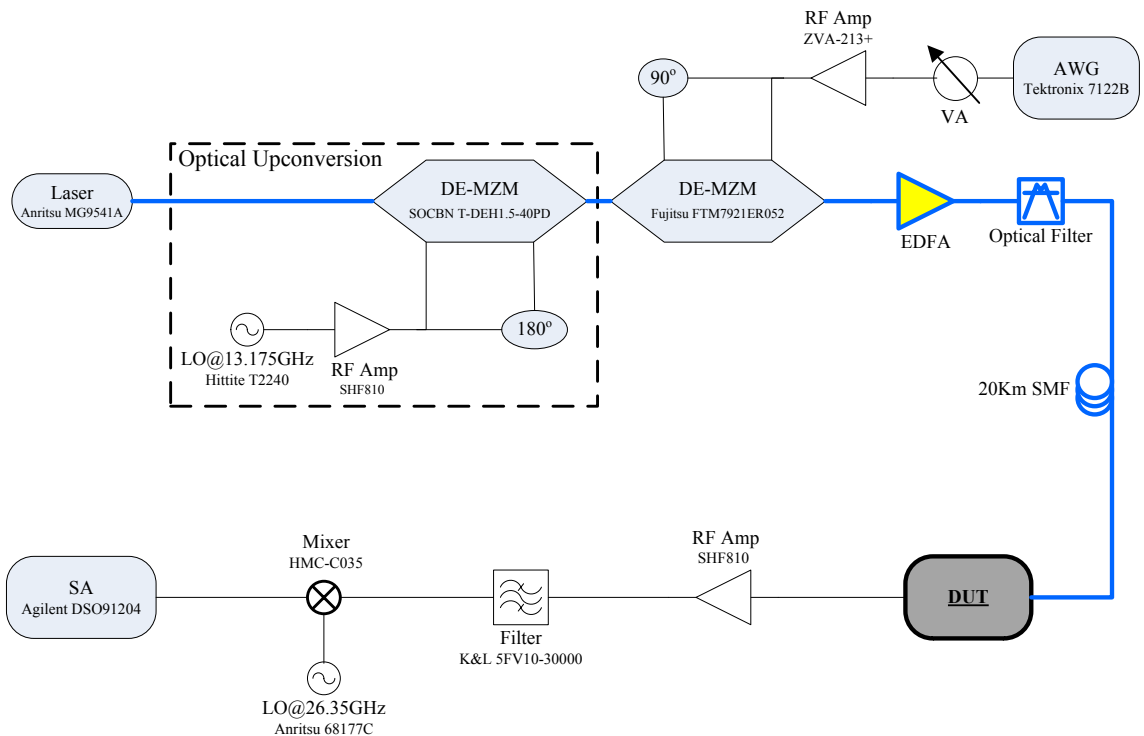 RF Amp
ZVA-213+
90°
AWG
Tektronix 7122B
VA
Optical Upconversion
Laser
Anritsu MG9541A
DE-MZM
SOCBN T-DEH1.5-40PD
DE-MZM
Fujitsu FTM7921ER052
EDFA
Optical Filter
180°
LO@13.175GHz
Hittite T2240
RF Amp
SHF810
20Km SMF
Mixer
HMC-C035
RF Amp
SHF810
SA
Agilent DSO91204
DUT
Filter
K&L 5FV10-30000
LO@26.35GHz
Anritsu 68177C